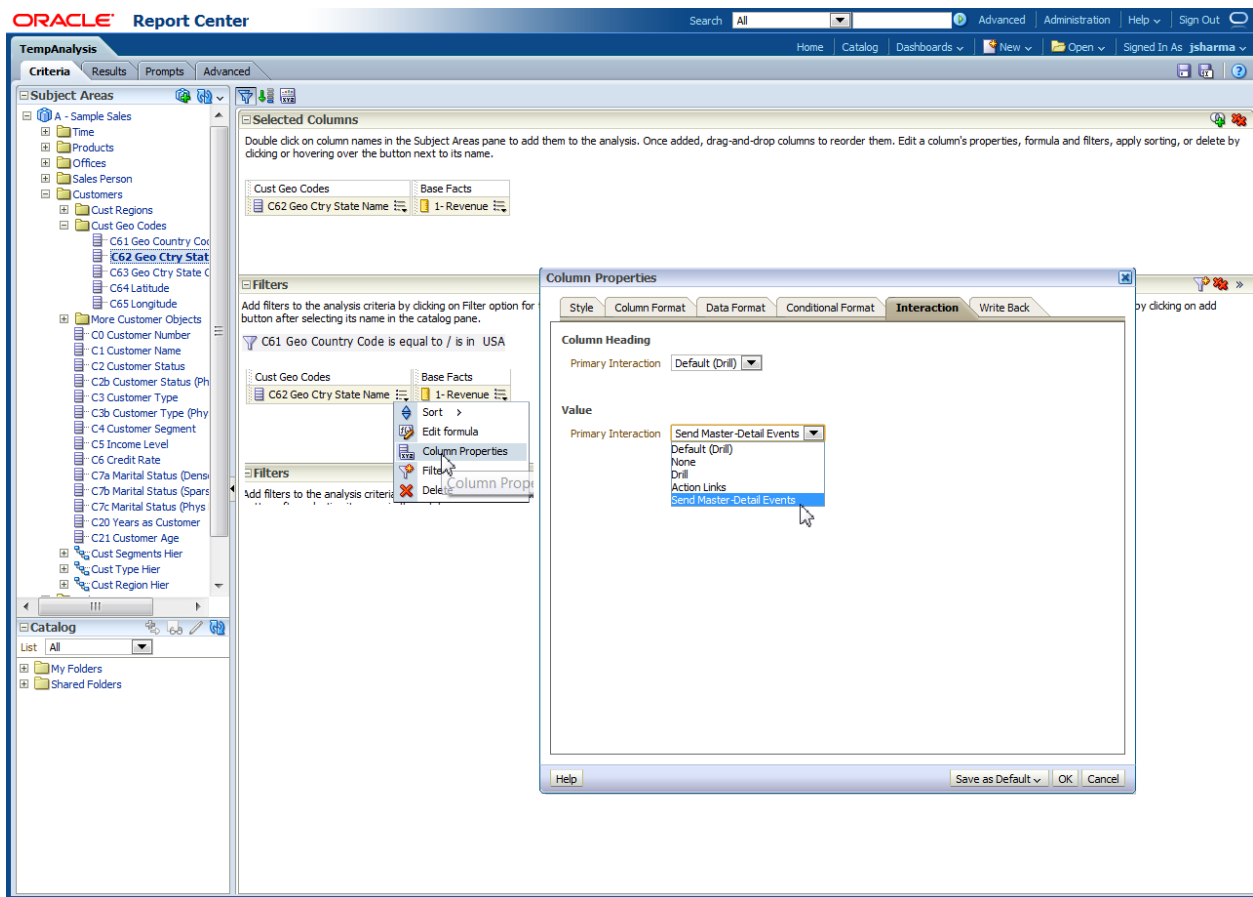 ORACLE Report Center
Search All Advanced Administration Help Sign Out
TempAnalysis
Home Catalog Dashboards New Open Signed In As jsharma
Criteria Results Prompts Advanced
Subject Areas
A - Sample Sales
Time
Products
Offices
Sales Person
Customers
Cust Regions
Cust Geo Codes
C61 Geo Country Coc
C62 Geo Ctry Stat
C63 Geo Ctry State C
C64 Latitude
C65 Longitude
More Customer Objects
C0 Customer Number
C1 Customer Name
C2 Customer Status
C2b Customer Status (Ph
C3 Customer Type
C3b Customer Type (Phy
C4 Customer Segment
C5 Income Level
C6 Credit Rate
C7a Marital Status (Dens
C7b Marital Status (Spars
C7c Marital Status (Phys
C20 Years as Customer
C21 Customer Age
Cust Segments Hier
Cust Type Hier
Cust Region Hier
Catalog
List All
My Folders
Shared Folders
Selected Columns
Double click on column names in the Subject Areas pane to add them to the analysis. Once added, drag-and-drop columns to reorder them. Edit a column's properties, formula and filters, apply sorting, or delete by
clicking or hovering over the button next to its name.
Cust Geo Codes Base Facts
C62 Geo Ctry State Name 1- Revenue
Filters
Add filters to the analysis criteria by clicking on Filter option for
by clicking on add
button after selecting its name in the catalog pane.
C61 Geo Country Code is equal to / is in USA
Cust Geo Codes Base Facts
C62 Geo Ctry State Name 1- Revenue
Sort
Edit formula
Column Properties
Filte
Column Prope
Delete
Filters
Add filters to the analysis criteria
Column Properties
Style Column Format Data Format Conditional Format Interaction Write Back
Column Heading
Primary Interaction Default (Drill)
Value
Primary Interaction Send Master-Detail Events
Default (Drill)
None
Drill
Action Links
Send Master-Detail Events
Help Save as Default OK Cancel